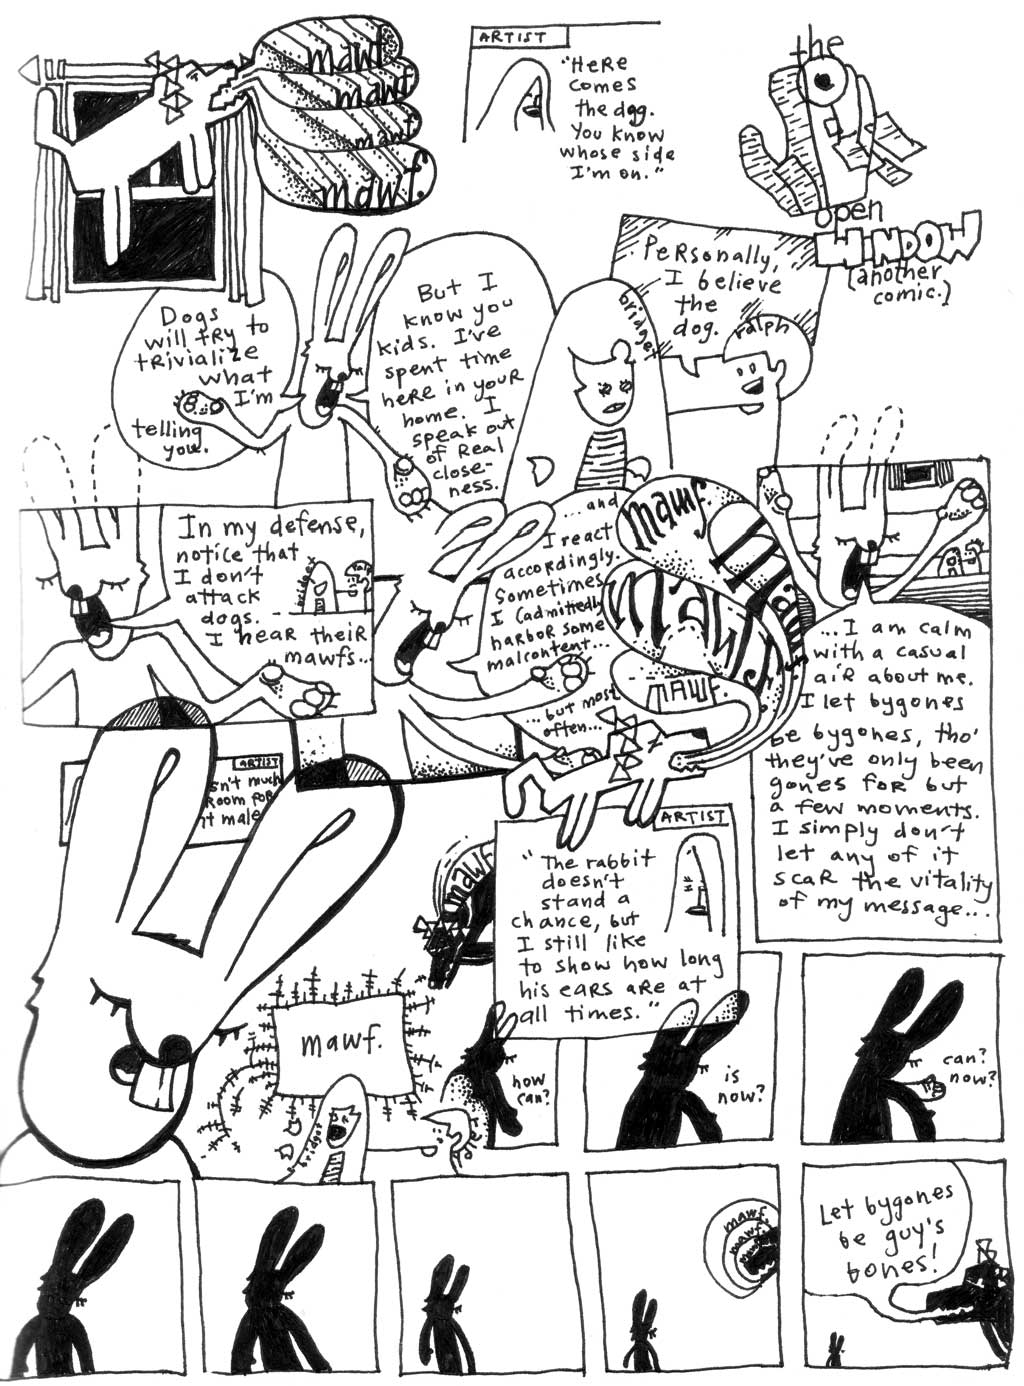 mawf.
mawf.
mawf.
mawf.
ARTIST
"HeRe
comes
the dog.
You know
whose side
I'm on."
the
open
WINDOW
(another
comic.)
Dogs
will try to
trivialize
what
I'm
telling
you.
But I
know you
kids. I've
spent time
here in your
home. I
speak out
of real
close-
ness.
bridget
Personally,
I believe
the
dog.
ralph
In my defense,
notice that
I don't
attack
dogs.
I hear their
mawfs...
bridget
ralph
...and
I react
accordingly.
Sometimes
I (admittedly)
harbor some
malcontent...
...but most
often...
mawf.
mawf.
mawf.
mawf.
...I am calm
with a casual
air about me.
I let bygones
be bygones, tho'
they've only been
gones for but
a few moments.
I simply don't
let any of it
scar the vitality
of my message...
ARTIST
sn't much
room for
't male
ARTIST
"The rabbit
doesn't
stand a
chance, but
I still like
to show how long
his ears are at
all times."
mawf.
mawf.
bridget
ralph
how
can?
is
now?
can?
now?
mawf.
mawf.
mawf.
Let bygones
be guy's
bones!